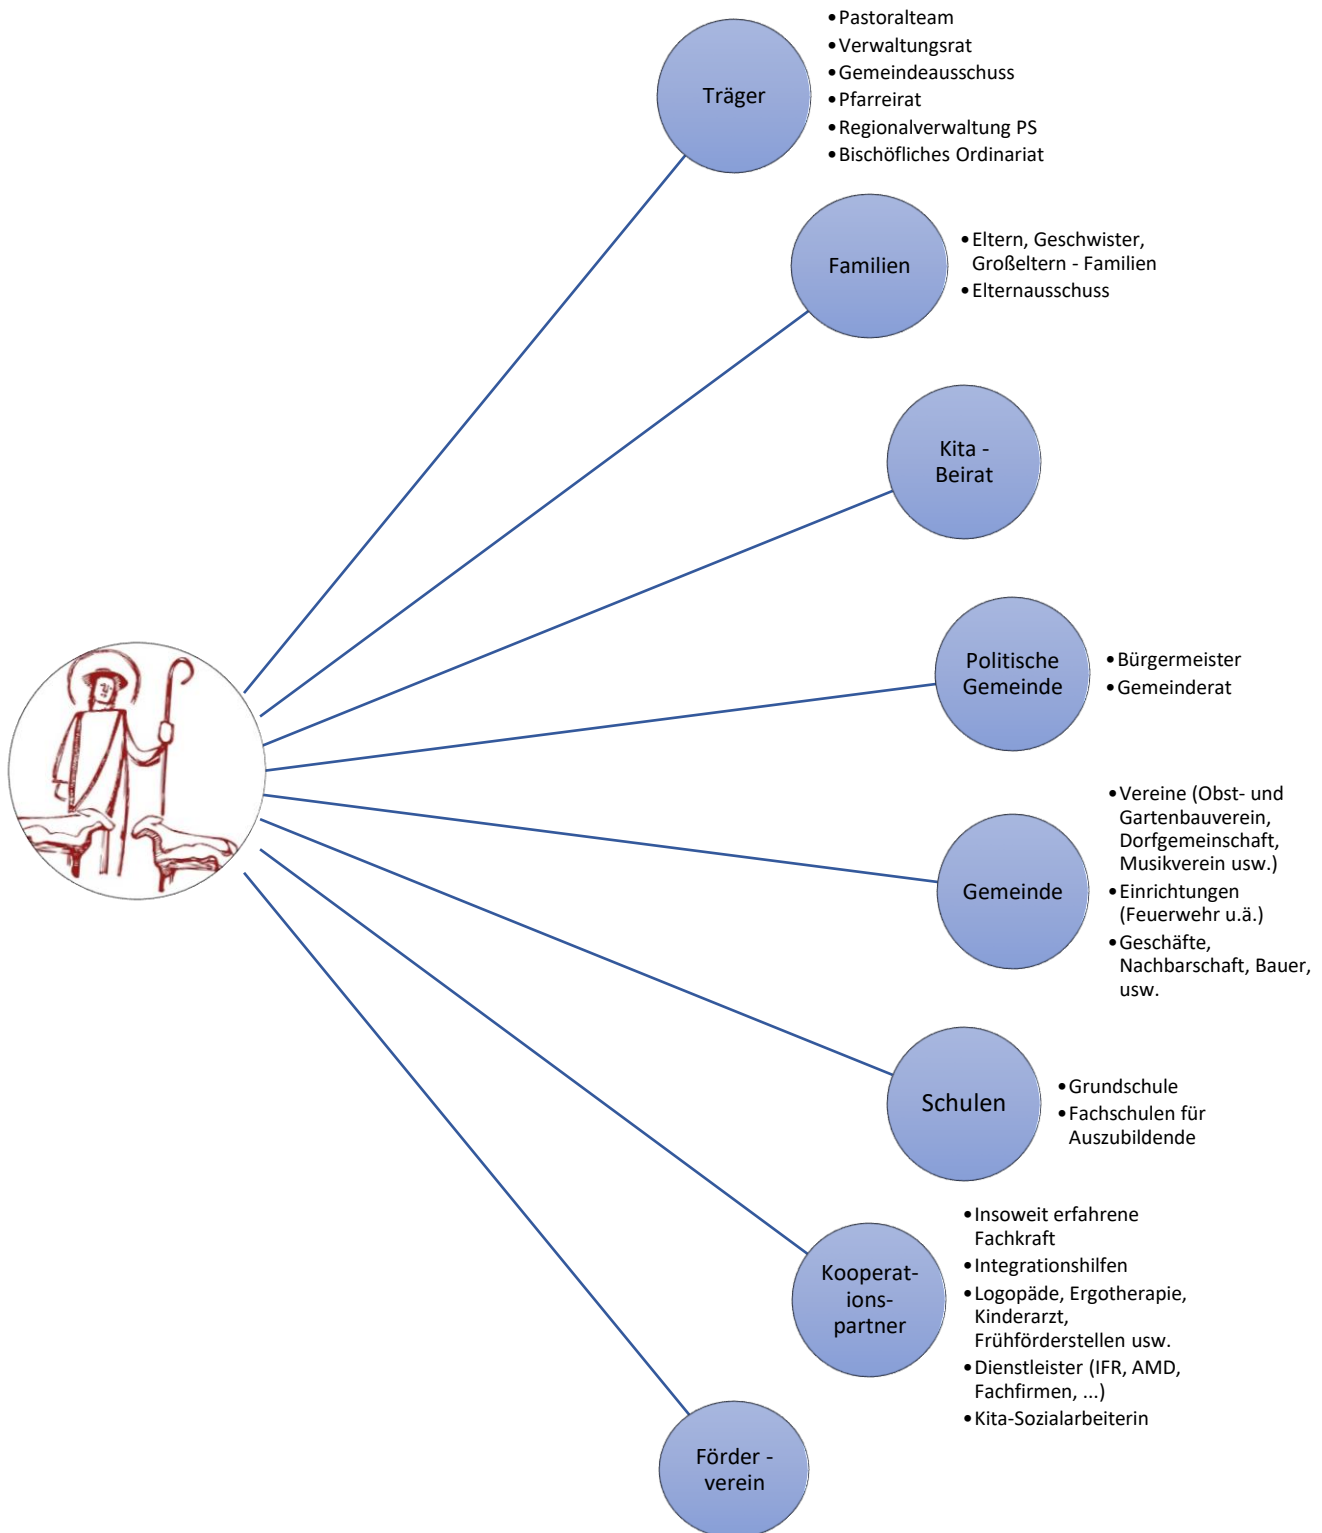 Träger
•Pastoralteam
•Verwaltungsrat
•Gemeindeausschuss
•Pfarreirat
•Regionalverwaltung PS
•Bischöfliches Ordinariat
Familien
•Eltern, Geschwister,
Großeltern - Familien
•Elternausschuss
Kita -
Beirat
Politische
Gemeinde
•Bürgermeister
•Gemeinderat
Gemeinde
•Vereine (Obst- und
Gartenbauverein,
Dorfgemeinschaft,
Musikverein usw.)
•Einrichtungen
(Feuerwehr u.ä.)
•Geschäfte,
Nachbarschaft, Bauer,
usw.
Schulen
•Grundschule
•Fachschulen für
Auszubildende
Kooperat-
ions-
partner
•Insoweit erfahrene
Fachkraft
•Integrationshilfen
•Logopäde, Ergotherapie,
Kinderarzt,
Frühförderstellen usw.
•Dienstleister (IFR, AMD,
Fachfirmen, ...)
•Kita-Sozialarbeiterin
Förder -
verein